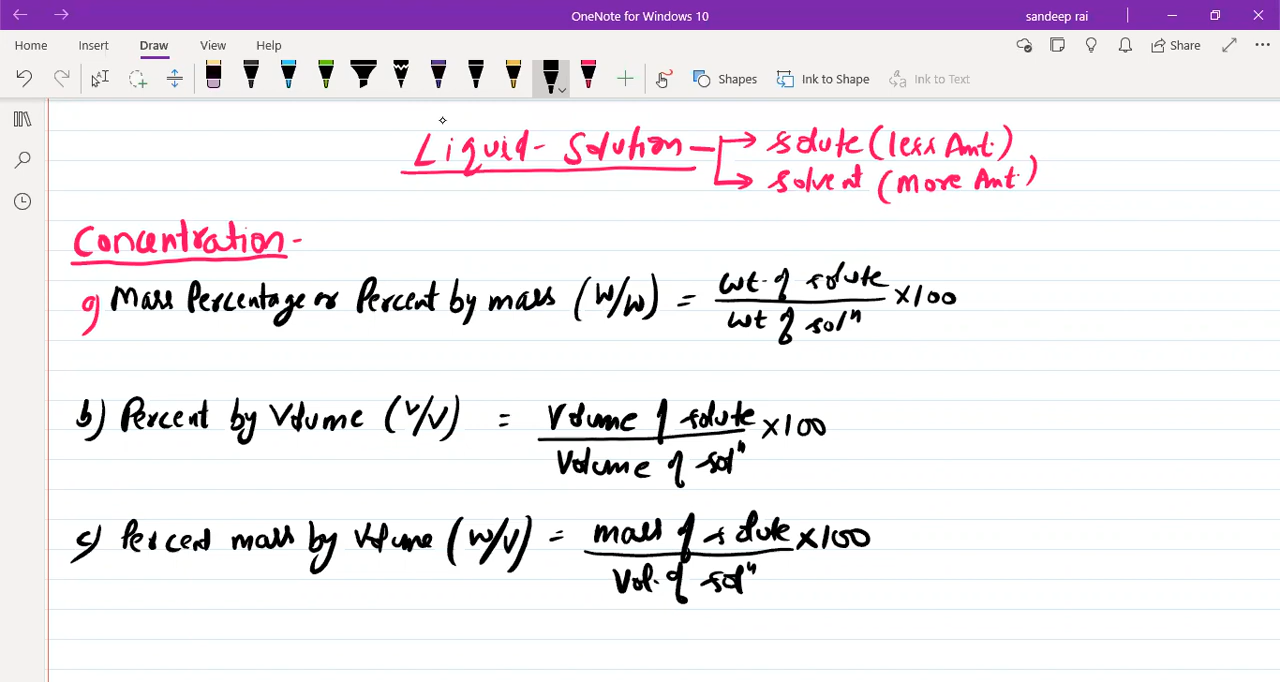 OneNote for Windows 10
sandeep rai
Home Insert Draw View Help
Share
Shapes
Ink to Shape
Ink to Text
Liquid - Solution - → solute (less Amt.)
→ solvent (More Amt.)
Concentration -
a) Mass Percentage or Percent by mass (W/W) = wt. of solute / wt of solⁿ × 100
b) Percent by Volume (V/V) = Volume of solute / Volume of solⁿ × 100
c) Percent mass by Volume (W/V) = mass of solute / Vol. of solⁿ × 100